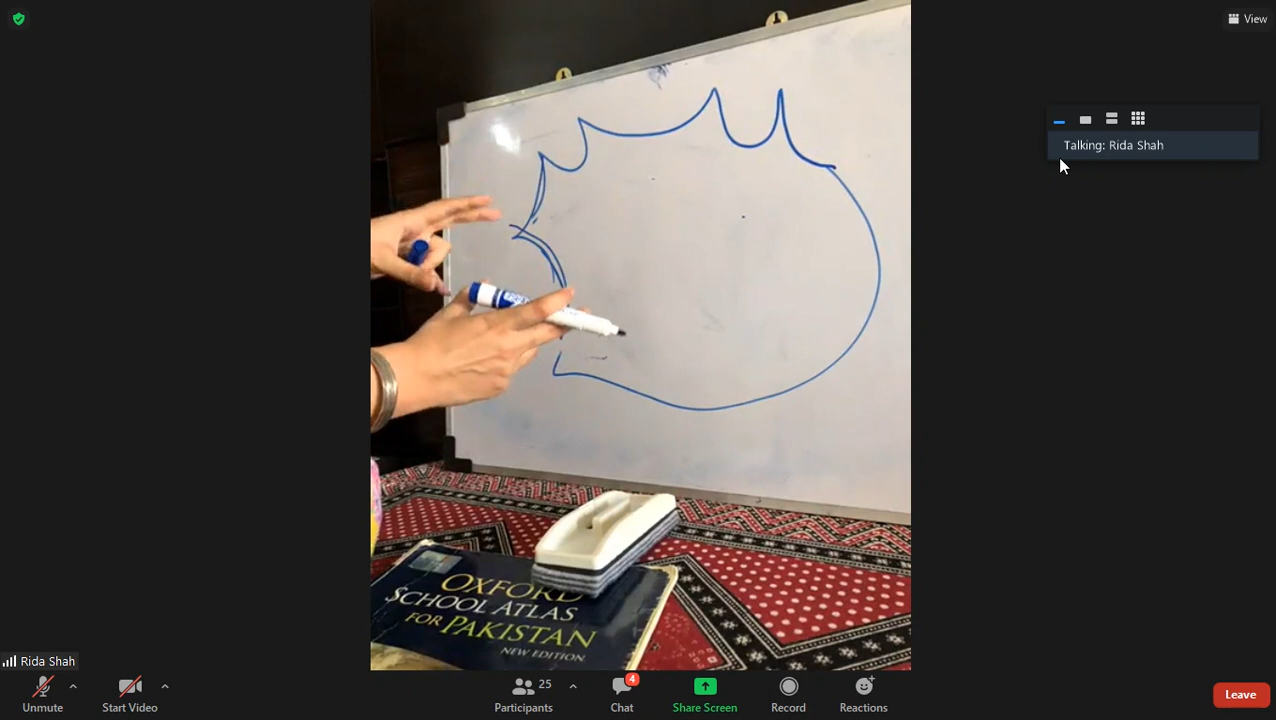 View
Talking: Rida Shah
OXFORD
SCHOOL ATLAS
FOR PAKISTAN
NEW EDITION
Rida Shah
Unmute
Start Video
25
Participants
4
Chat
Share Screen
Record
Reactions
Leave